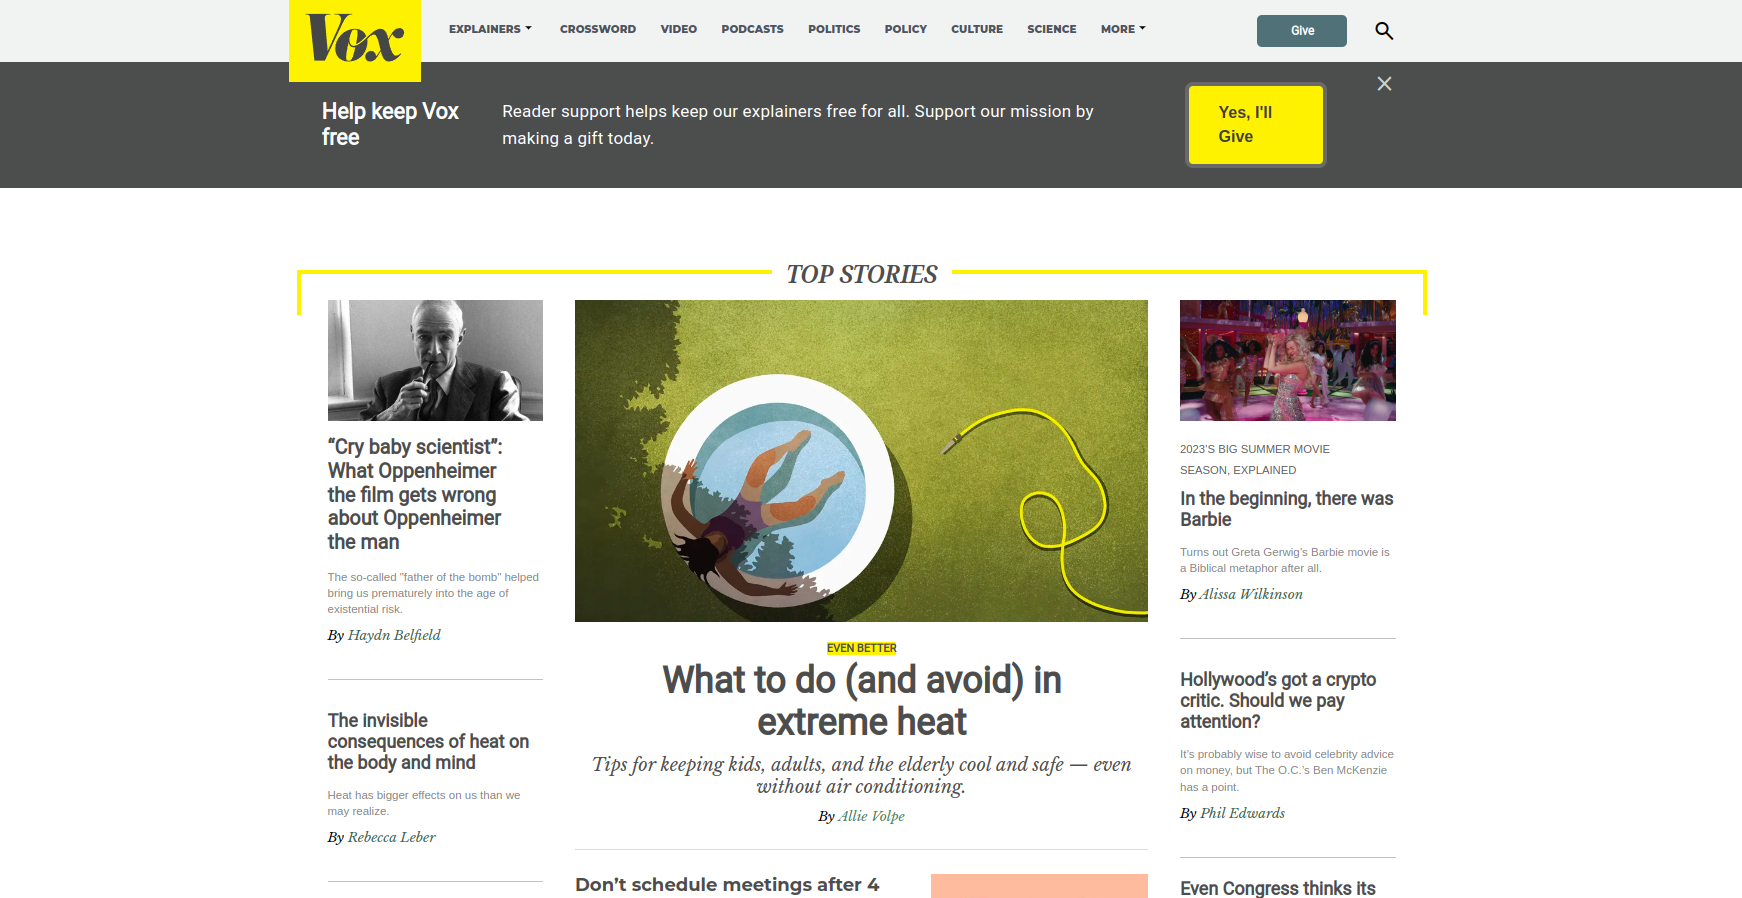 Vox
EXPLAINERS CROSSWORD VIDEO PODCASTS POLITICS POLICY CULTURE SCIENCE MORE
Give
Help keep Vox
free
Reader support helps keep our explainers free for all. Support our mission by
making a gift today.
Yes, I'll
Give
TOP STORIES
“Cry baby scientist”:
What Oppenheimer
the film gets wrong
about Oppenheimer
the man
The so-called "father of the bomb" helped
bring us prematurely into the age of
existential risk.
By Haydn Belfield
The invisible
consequences of heat on
the body and mind
Heat has bigger effects on us than we
may realize.
By Rebecca Leber
EVEN BETTER
What to do (and avoid) in
extreme heat
Tips for keeping kids, adults, and the elderly cool and safe — even
without air conditioning.
By Allie Volpe
Don’t schedule meetings after 4
2023’S BIG SUMMER MOVIE
SEASON, EXPLAINED
In the beginning, there was
Barbie
Turns out Greta Gerwig’s Barbie movie is
a Biblical metaphor after all.
By Alissa Wilkinson
Hollywood’s got a crypto
critic. Should we pay
attention?
It’s probably wise to avoid celebrity advice
on money, but The O.C.’s Ben McKenzie
has a point.
By Phil Edwards
Even Congress thinks its